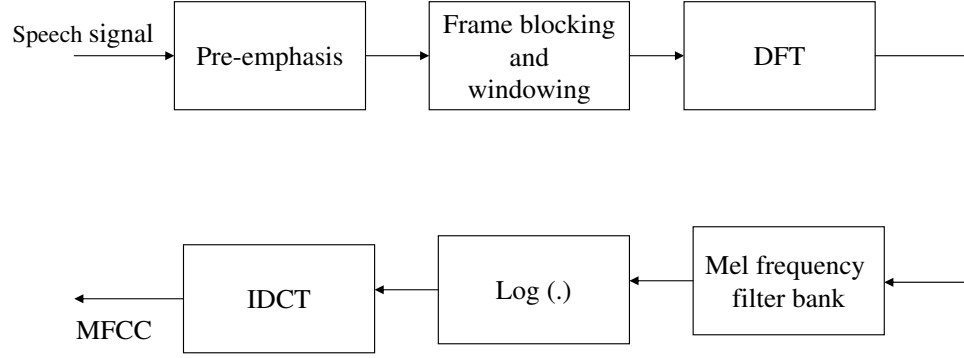 Speech signal
Pre-emphasis
Frame blocking
and
windowing
DFT
Mel frequency
filter bank
Log (.)
IDCT
MFCC